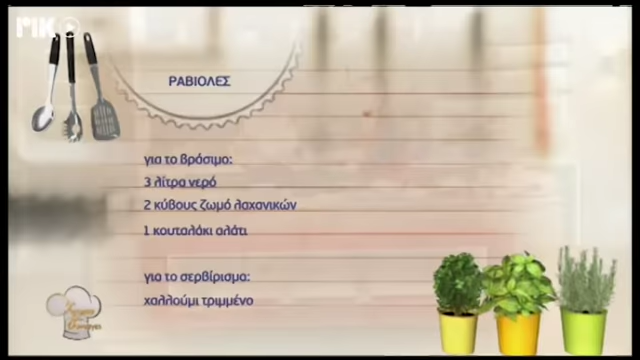 ΡΙΚ
ΡΑΒΙΟΛΕΣ
για το βράσιμο:
3 λίτρα νερό
2 κύβους ζωμό λαχανικών
1 κουταλάκι αλάτι
για το σερβίρισμα:
χαλλούμι τριμμένο